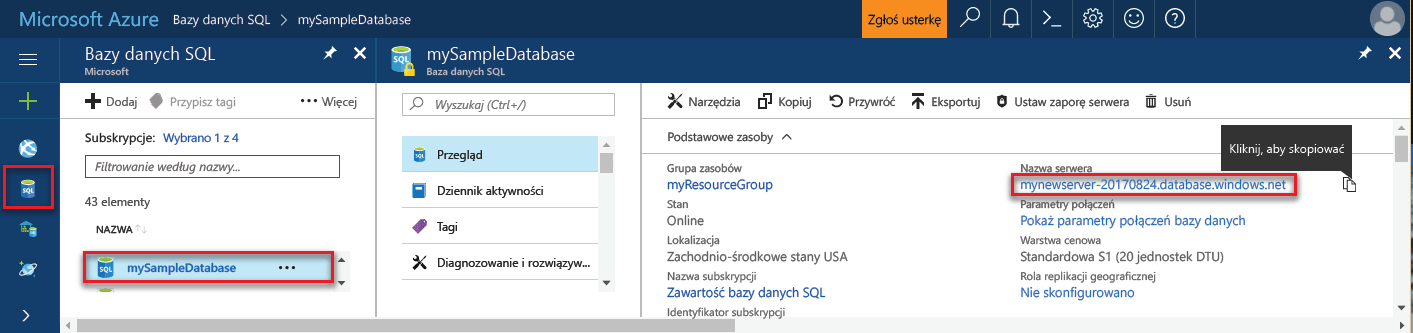 Microsoft Azure Bazy danych SQL > mySampleDatabase Zgłoś usterkę
Bazy danych SQL
Microsoft
Dodaj Przypisz tagi ••• Więcej
Subskrypcje: Wybrano 1 z 4
Filtrowanie według nazwy...
43 elementy
NAZWA
mySampleDatabase •••
mySampleDatabase
Baza danych SQL
Wyszukaj (Ctrl+/)
Przegląd
Dziennik aktywności
Tagi
Diagnozowanie i rozwiązyw...
Narzędzia Kopiuj Przywróć Eksportuj Ustaw zaporę serwera Usuń
Podstawowe zasoby
Kliknij, aby skopiować
Grupa zasobów
myResourceGroup
Stan
Online
Lokalizacja
Zachodnio-środkowe stany USA
Nazwa subskrypcji
Zawartość bazy danych SQL
Identyfikator subskrypcji
Nazwa serwera
mynewserver-20170824.database.windows.net
Parametry połączeń
Pokaż parametry połączeń bazy danych
Warstwa cenowa
Standardowa S1 (20 jednostek DTU)
Rola replikacji geograficznej
Nie skonfigurowano